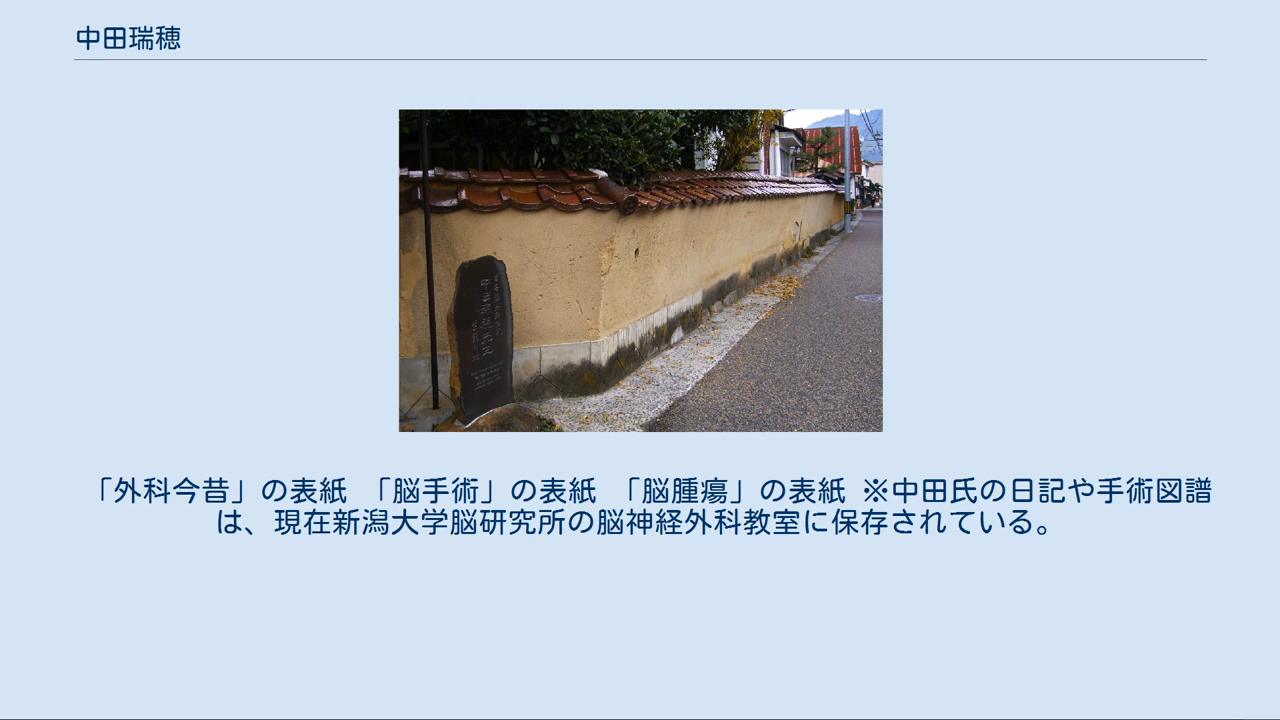 中田瑞穂
「外科今昔」の表紙 「脳手術」の表紙 「脳腫瘍」の表紙 ※中田氏の日記や手術図譜
は、現在新潟大学脳研究所の脳神経外科教室に保存されている。